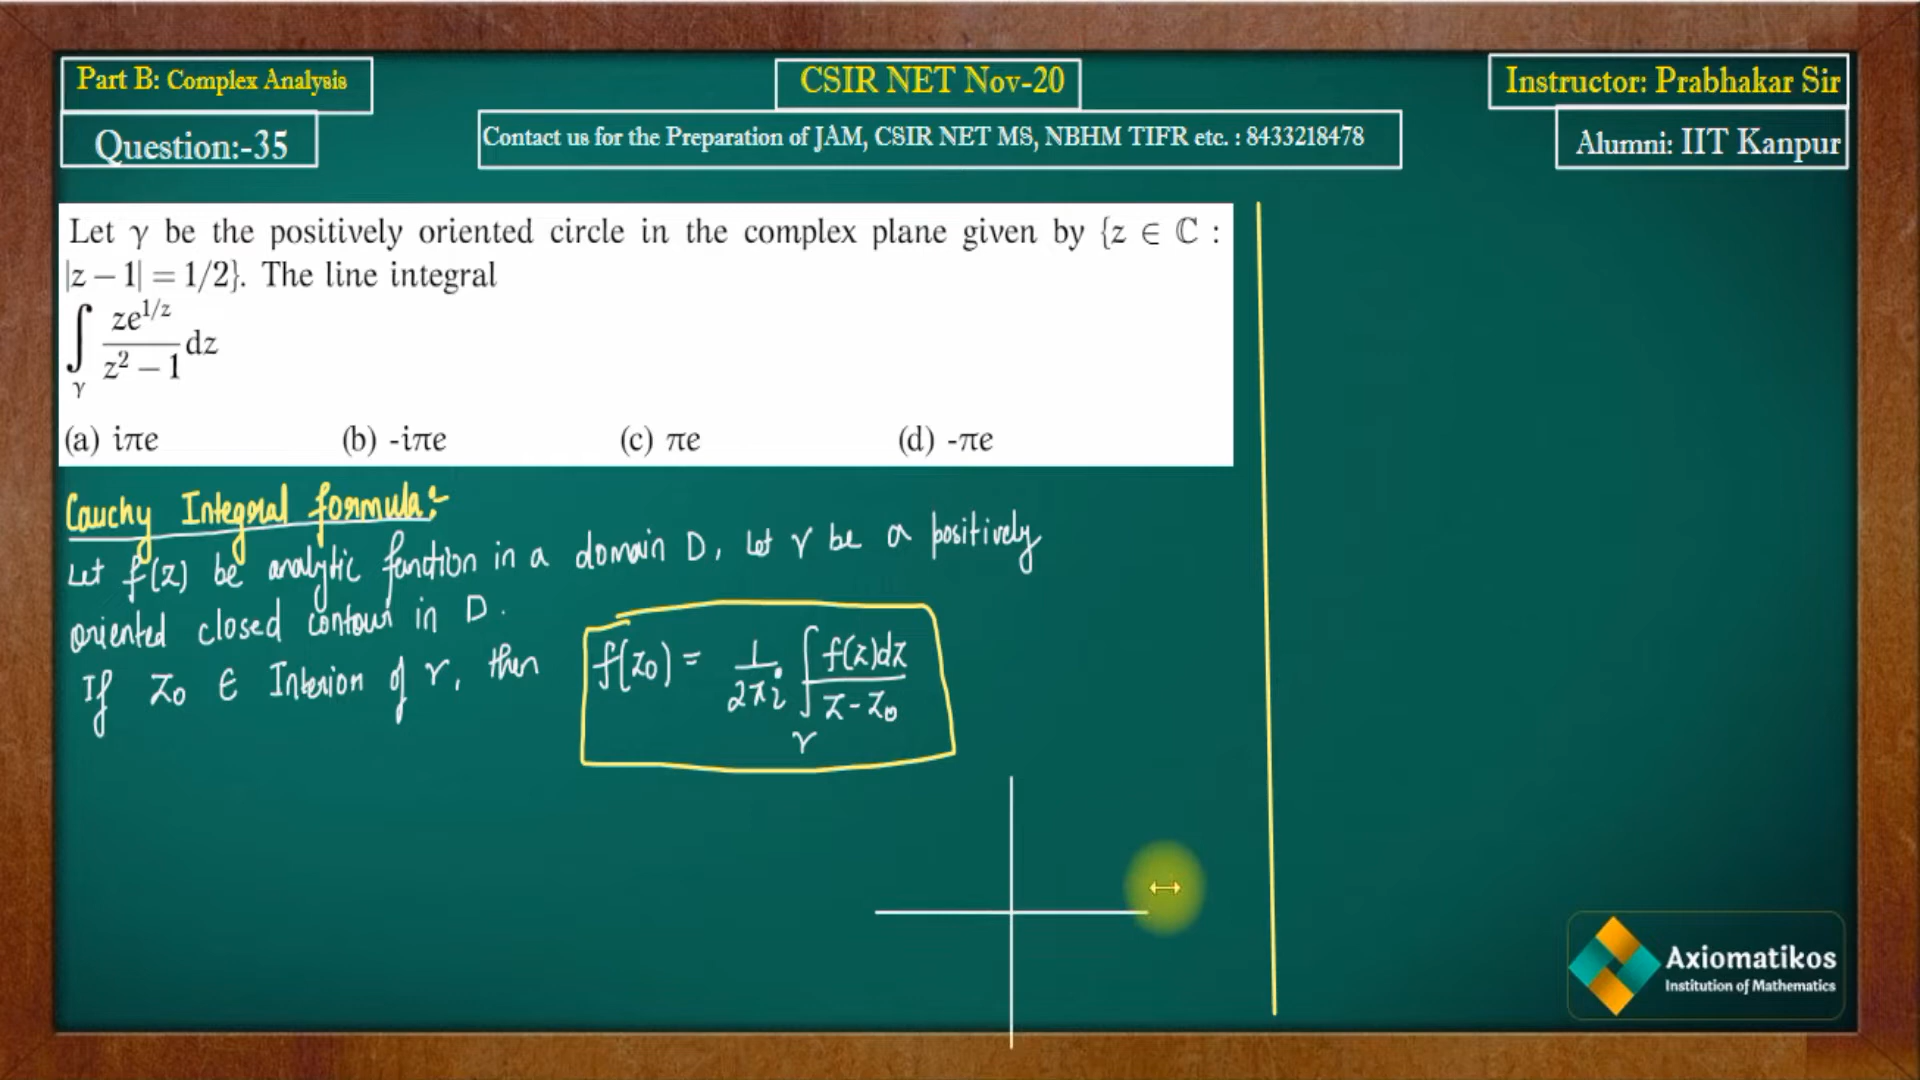 Part B: Complex Analysis
CSIR NET Nov-20
Instructor: Prabhakar Sir
Question:-35
Contact us for the Preparation of JAM, CSIR NET MS, NBHM TIFR etc. : 8433218478
Alumni: IIT Kanpur
Let γ be the positively oriented circle in the complex plane given by {z ∈ ℂ :
|z – 1| = 1/2}. The line integral
∫γ ze^{1/z}/(z² – 1) dz
(a) iπe (b) -iπe (c) πe (d) -πe
Cauchy Integral formula:-
Let f(z) be analytic function in a domain D, Let γ be a positively
oriented closed contour in D.
If z₀ ∈ Interior of γ, then f(z₀) = 1/2πi ∫γ f(z)dz/z-z₀
Axiomatikos
Institution of Mathematics